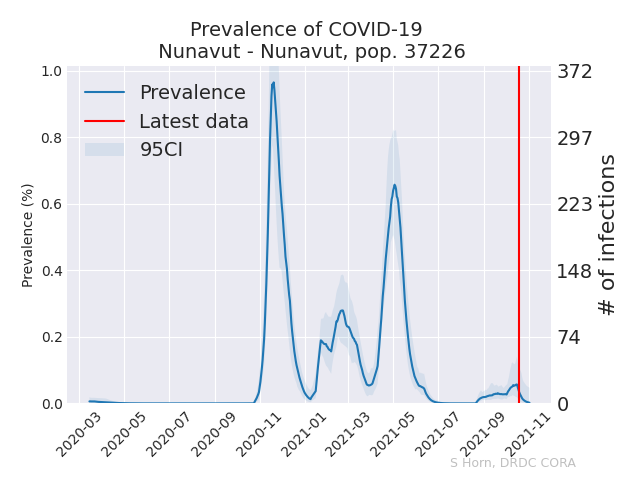 Prevalence of COVID-19
Nunavut - Nunavut, pop. 37226
Prevalence
Latest data
95CI
Prevalence (%)
1.0
0.8
0.6
0.4
0.2
0.0
372
297
223
148
74
0
# of infections
2020-03
2020-05
2020-07
2020-09
2020-11
2021-01
2021-03
2021-05
2021-07
2021-09
2021-11
S Horn, DRDC CORA